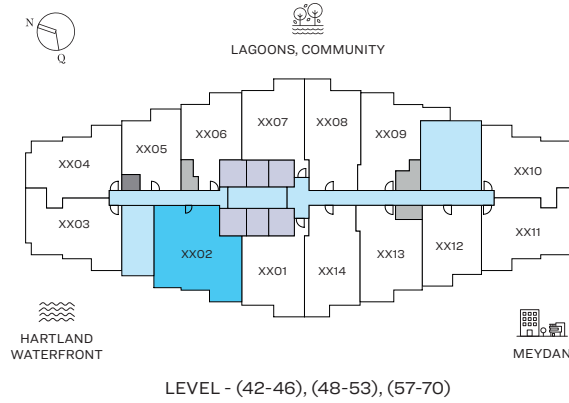 N
Q
LAGOONS, COMMUNITY
XX07
XX08
XX06
XX09
XX05
XX04
XX10
XX03
XX11
XX02
XX01
XX14
XX13
XX12
HARTLAND
WATERFRONT
MEYDAN
LEVEL - (42-46), (48-53), (57-70)